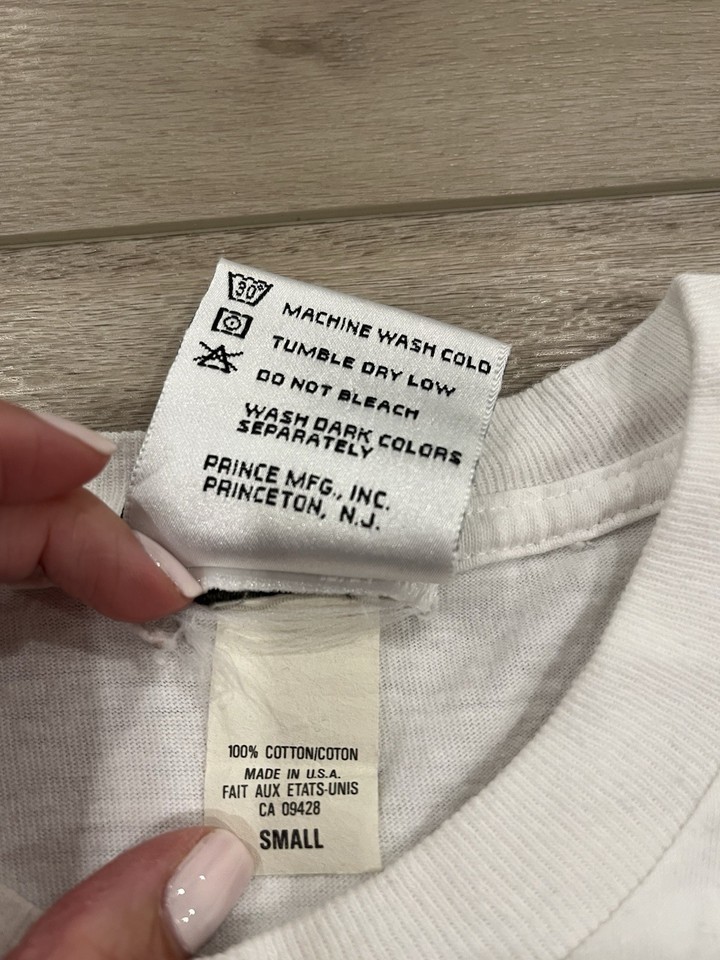 30°
MACHINE WASH COLD
TUMBLE DRY LOW
DO NOT BLEACH
WASH DARK COLORS
SEPARATELY
PRINCE MFG., INC.
PRINCETON, N.J.
100% COTTON/COTON
MADE IN U.S.A.
FAIT AUX ETATS-UNIS
CA 09428
SMALL